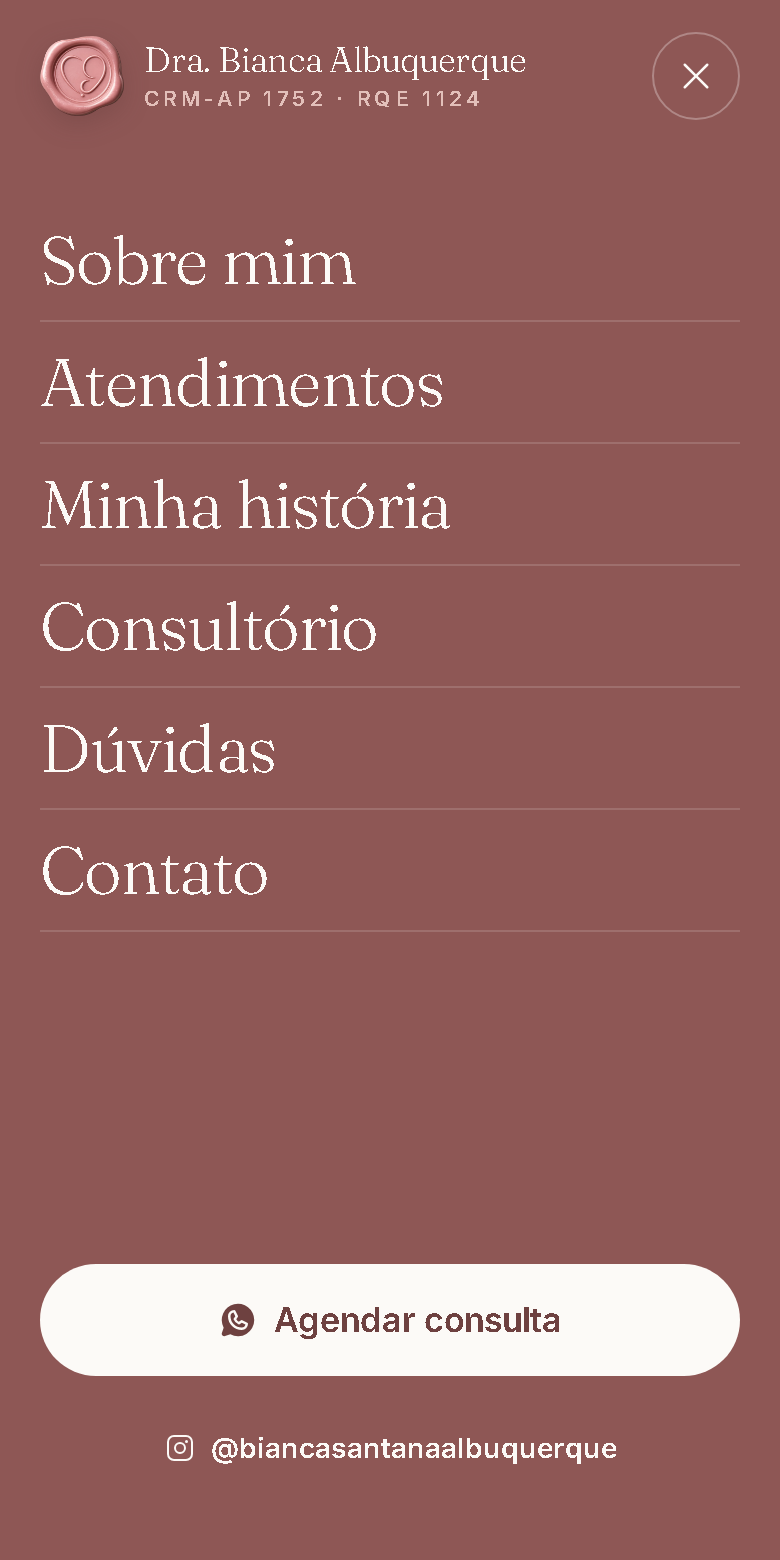 Dra. Bianca Albuquerque
CRM-AP 1752 · RQE 1124
Sobre mim
Atendimentos
Minha história
Consultório
Dúvidas
Contato
Agendar consulta
@biancasantanaalbuquerque